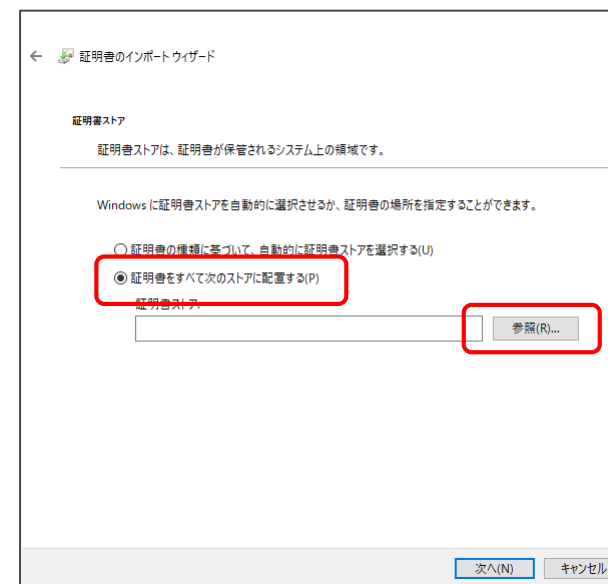 証明書のインポート ウィザード
証明書ストア
証明書ストアは、証明書が保管されるシステム上の領域です。
Windows に証明書ストアを自動的に選択させるか、証明書の場所を指定することができます。
証明書の種類に基づいて、自動的に証明書ストアを選択する(U)
証明書をすべて次のストアに配置する(P)
証明書ストア:
参照(R)...
次へ(N) キャンセル